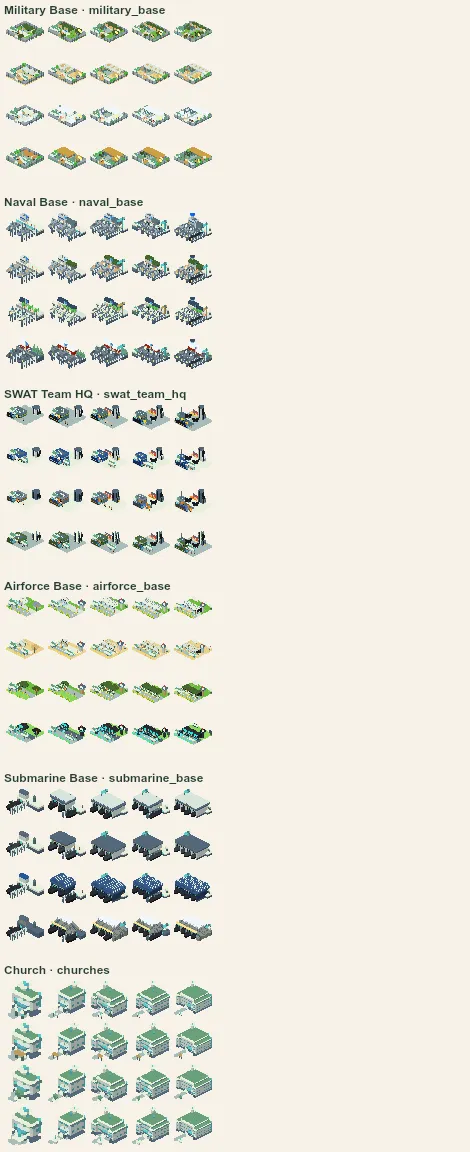 Military Base · military_base
Naval Base · naval_base
SWAT Team HQ · swat_team_hq
Airforce Base · airforce_base
Submarine Base · submarine_base
Church · churches